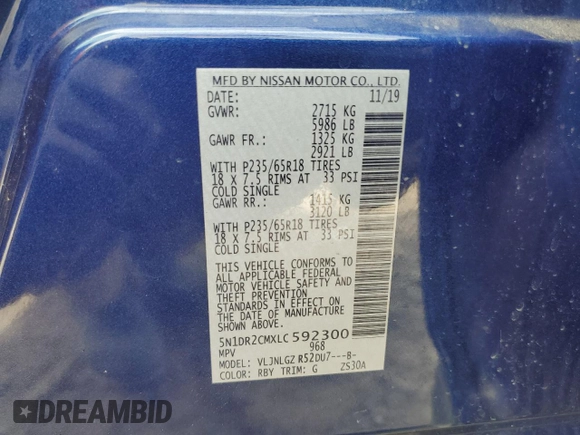 MFD BY NISSAN MOTOR CO., LTD.
DATE: 11/19
GVWR: 2715 KG
5986 LB
GAWR FR.: 1325 KG
2921 LB
WITH P235/65R18 TIRES
18 X 7.5 RIMS AT 33 PSI
COLD SINGLE
GAWR RR.: 1415 KG
3120 LB
WITH P235/65R18 TIRES
18 X 7.5 RIMS AT 33 PSI
COLD SINGLE
THIS VEHICLE CONFORMS TO
ALL APPLICABLE FEDERAL
MOTOR VEHICLE SAFETY AND
THEFT PREVENTION
STANDARDS IN EFFECT ON
THE DATE OF MANUFACTURE
SHOWN ABOVE.
5N1DR2CMXLC592300
MPV 968
MODEL: VLJNLGZ R52DU7---B-
COLOR: RBY TRIM: G ZS30A
DREAMBID